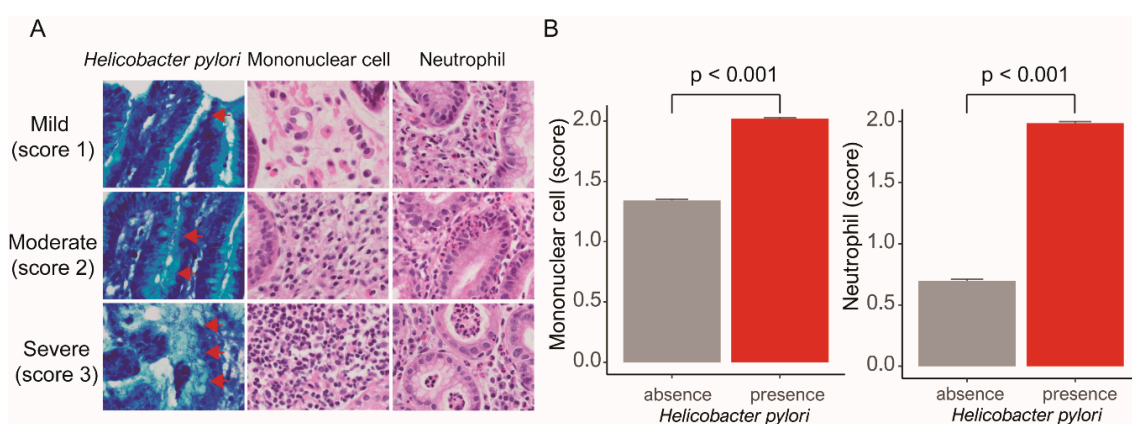 A
Helicobacter pylori Mononuclear cell Neutrophil
Mild
(score 1)
Moderate
(score 2)
Severe
(score 3)
B
p < 0.001
Mononuclear cell (score)
2.0
1.5
1.0
0.5
0.0
absence presence
Helicobacter pylori
p < 0.001
Neutrophil (score)
2.0
1.5
1.0
0.5
0.0
absence presence
Helicobacter pylori